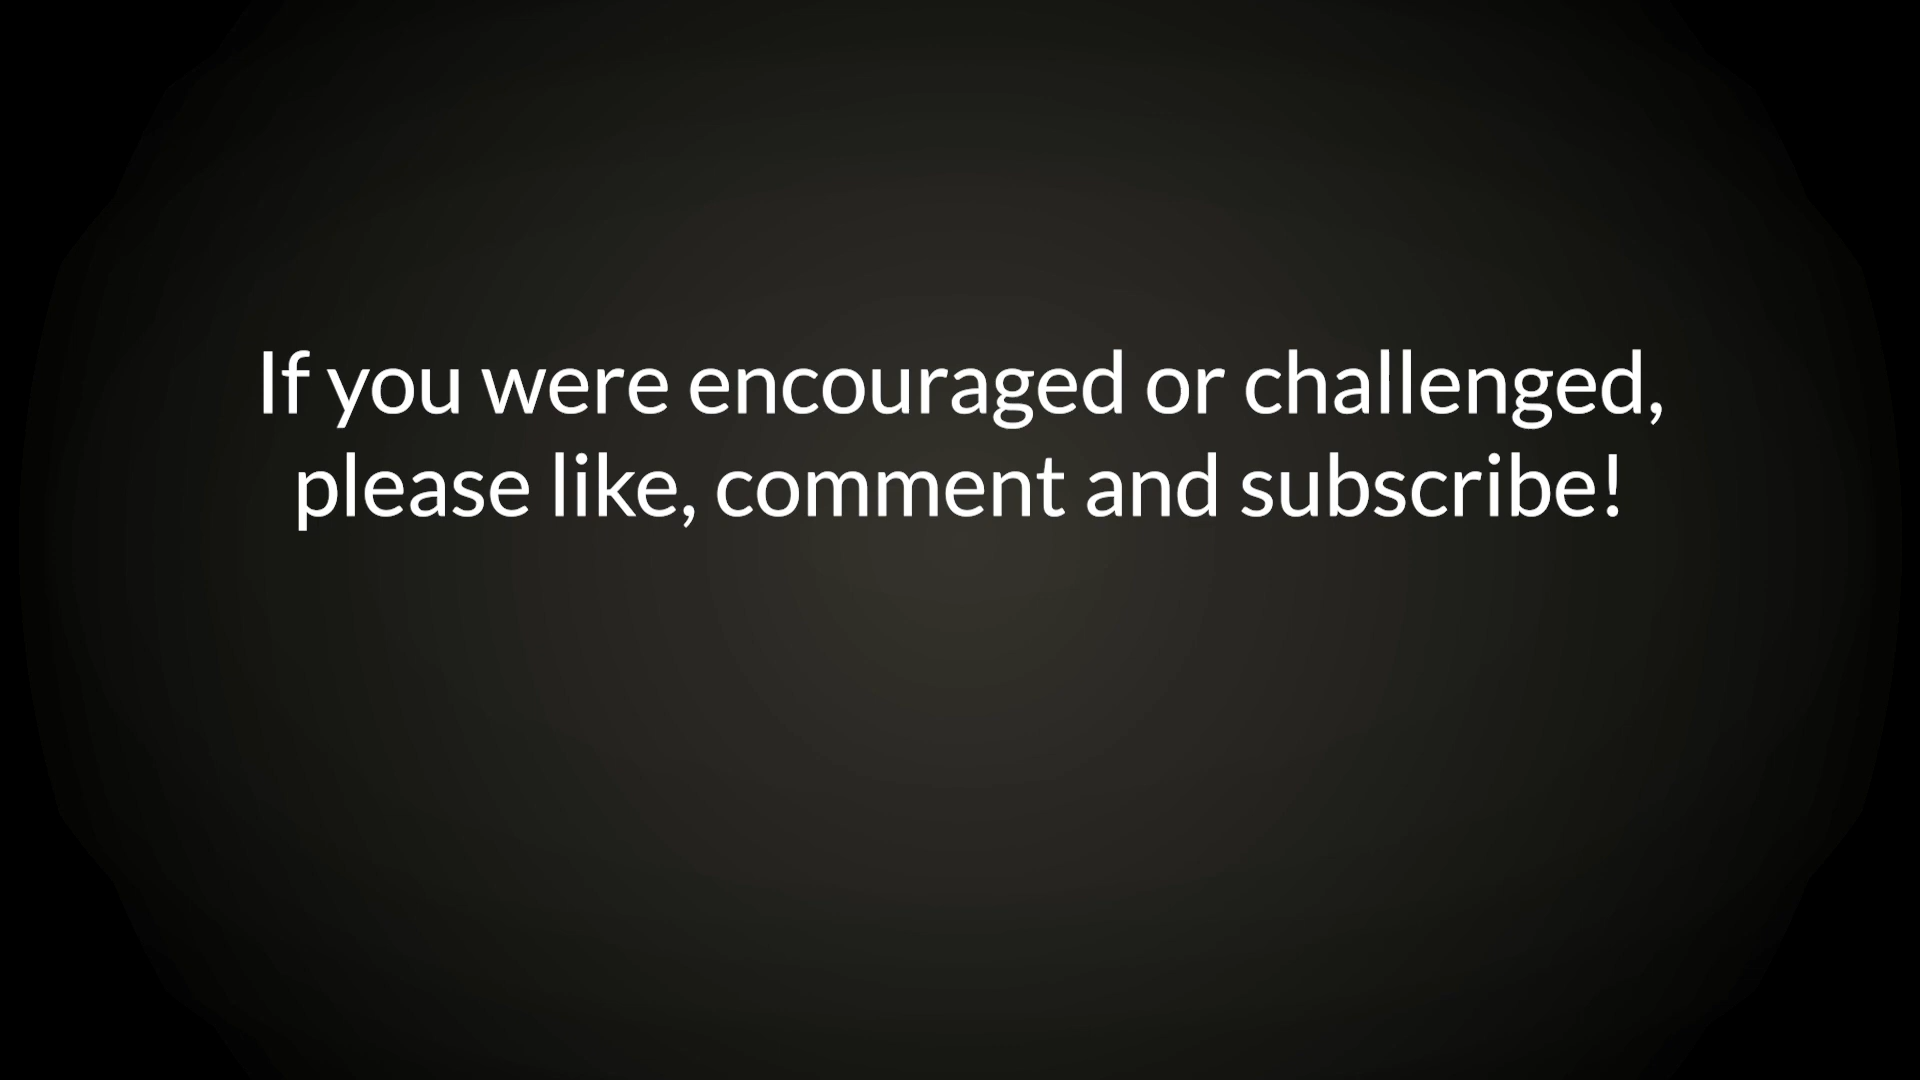 If you were encouraged or challenged,
please like, comment and subscribe!